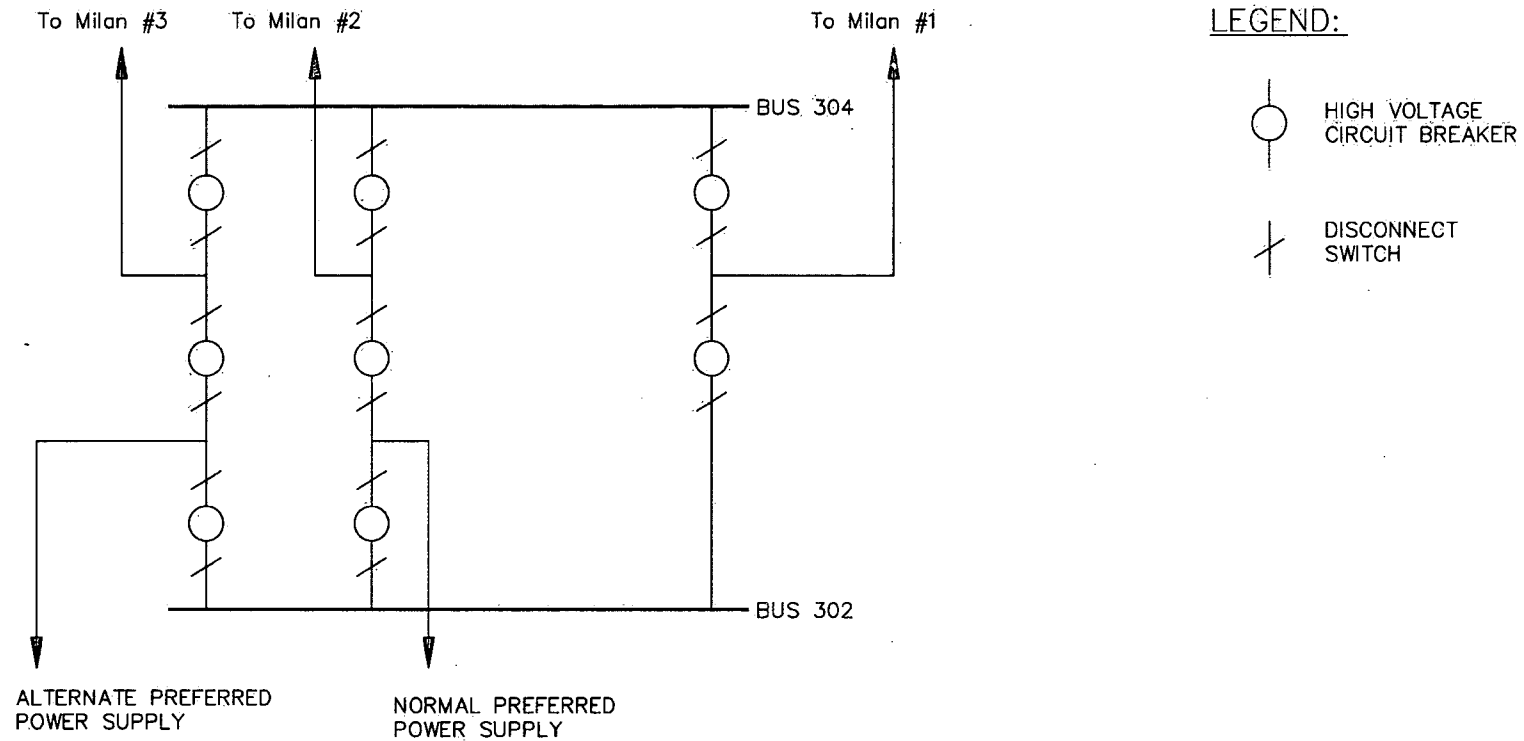 To Milan #3
To Milan #2
To Milan #1
LEGEND:
BUS 304
HIGH VOLTAGE
CIRCUIT BREAKER
DISCONNECT
SWITCH
BUS 302
ALTERNATE PREFERRED
POWER SUPPLY
NORMAL PREFERRED
POWER SUPPLY